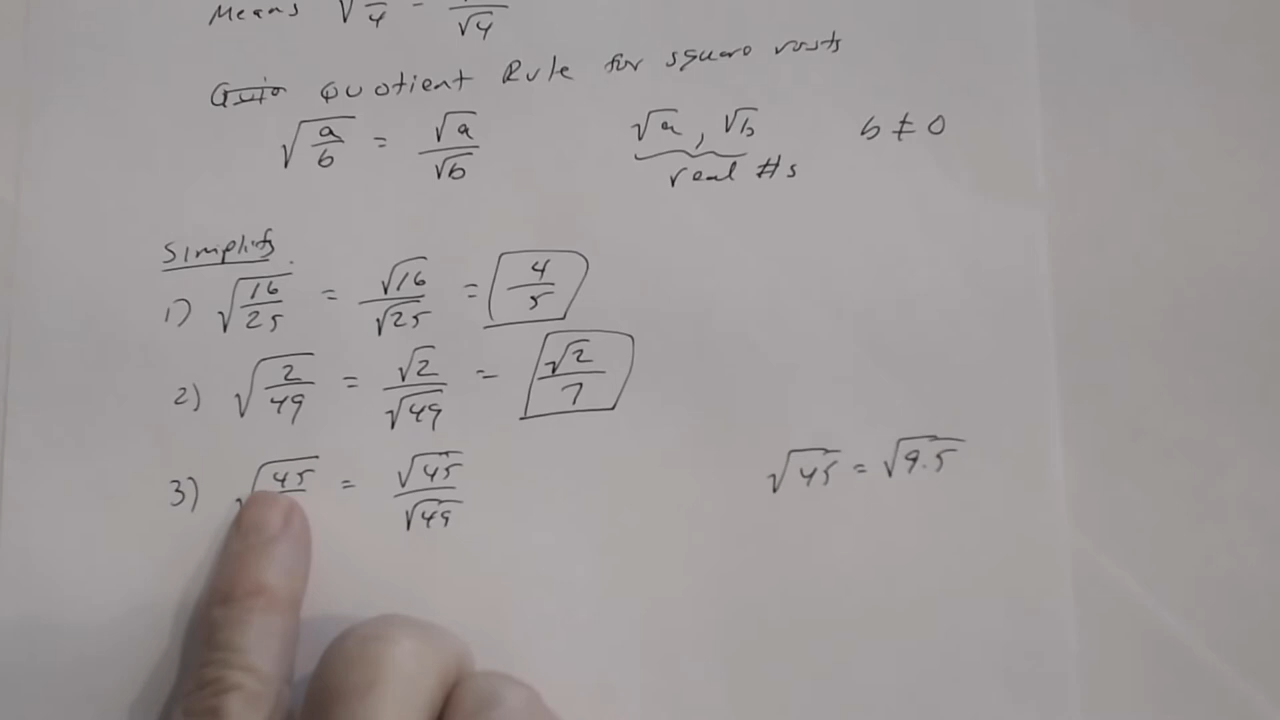 Means √ 4 = √4
Quotient Rule for square roots
√(a/b) = √a/√b √a, √b b ≠ 0
real #s
Simplify
1) √(16/25) = √16/√25 = 4/5
2) √(2/49) = √2/√49 = √2/7
3) √45 = √45/√49 √45 = √9·5